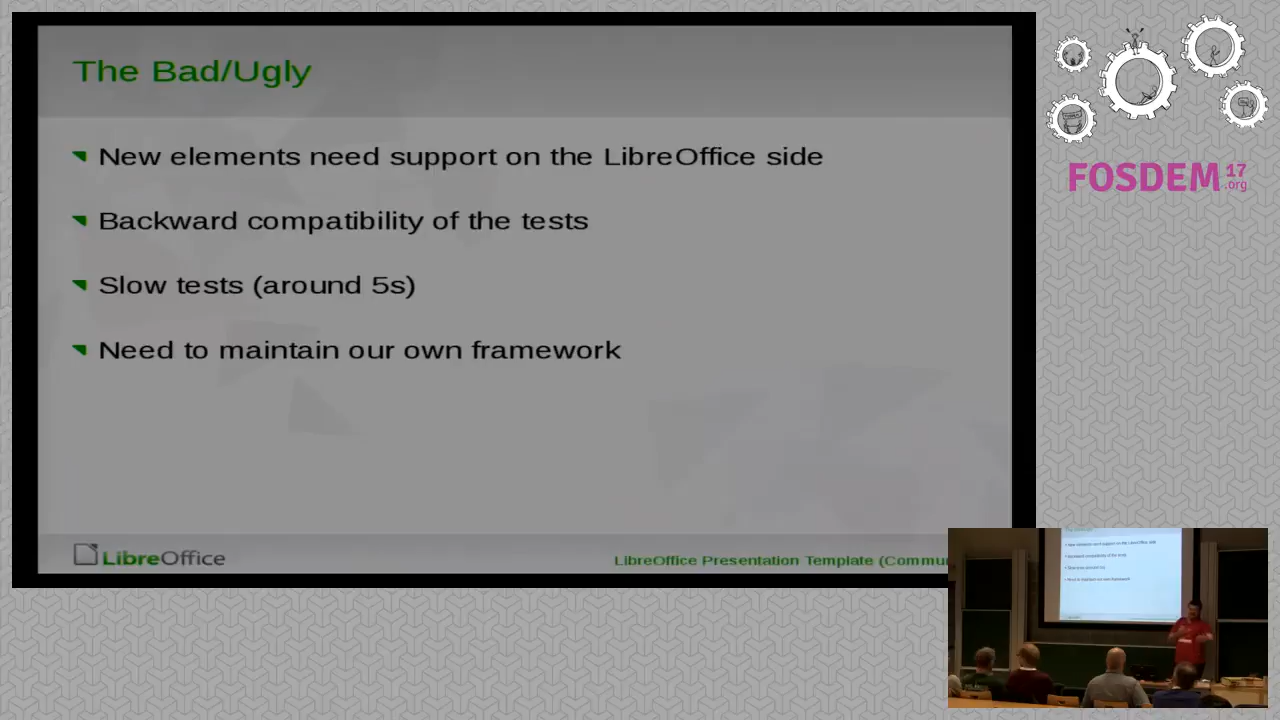 The Bad/Ugly
New elements need support on the LibreOffice side
Backward compatibility of the tests
Slow tests (around 5s)
Need to maintain our own framework
LibreOffice
LibreOffice Presentation Template (Commu
FOSDEM 17
.org